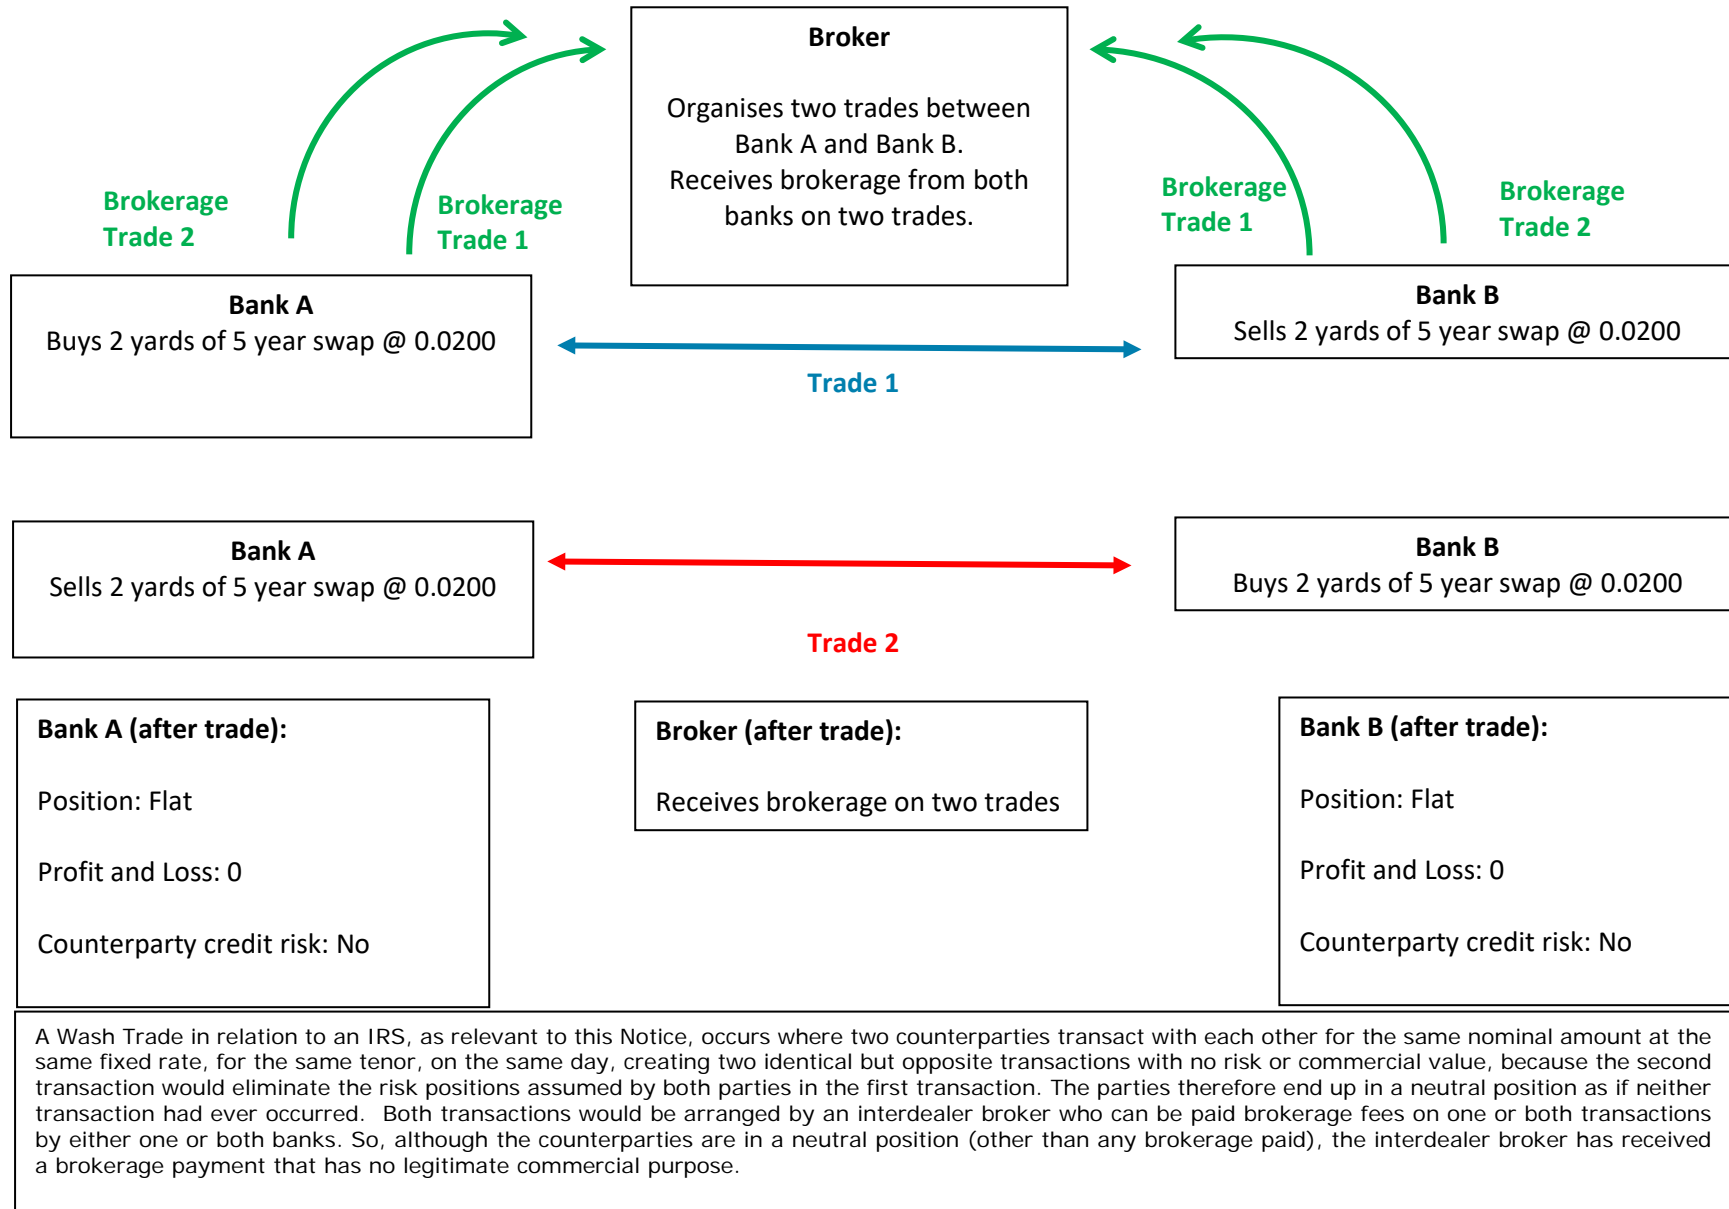 Broker
Organises two trades between
Bank A and Bank B.
Receives brokerage from both
banks on two trades.
Brokerage
Trade 2
Brokerage
Trade 1
Brokerage
Trade 1
Brokerage
Trade 2
Bank A
Buys 2 yards of 5 year swap @ 0.0200
Trade 1
Bank B
Sells 2 yards of 5 year swap @ 0.0200
Bank A
Sells 2 yards of 5 year swap @ 0.0200
Trade 2
Bank B
Buys 2 yards of 5 year swap @ 0.0200
Bank A (after trade):
Position: Flat
Profit and Loss: 0
Counterparty credit risk: No
Broker (after trade):
Receives brokerage on two trades
Bank B (after trade):
Position: Flat
Profit and Loss: 0
Counterparty credit risk: No
A Wash Trade in relation to an IRS, as relevant to this Notice, occurs where two counterparties transact with each other for the same nominal amount at the
same fixed rate, for the same tenor, on the same day, creating two identical but opposite transactions with no risk or commercial value, because the second
transaction would eliminate the risk positions assumed by both parties in the first transaction. The parties therefore end up in a neutral position as if neither
transaction had ever occurred. Both transactions would be arranged by an interdealer broker who can be paid brokerage fees on one or both transactions
by either one or both banks. So, although the counterparties are in a neutral position (other than any brokerage paid), the interdealer broker has received
a brokerage payment that has no legitimate commercial purpose.